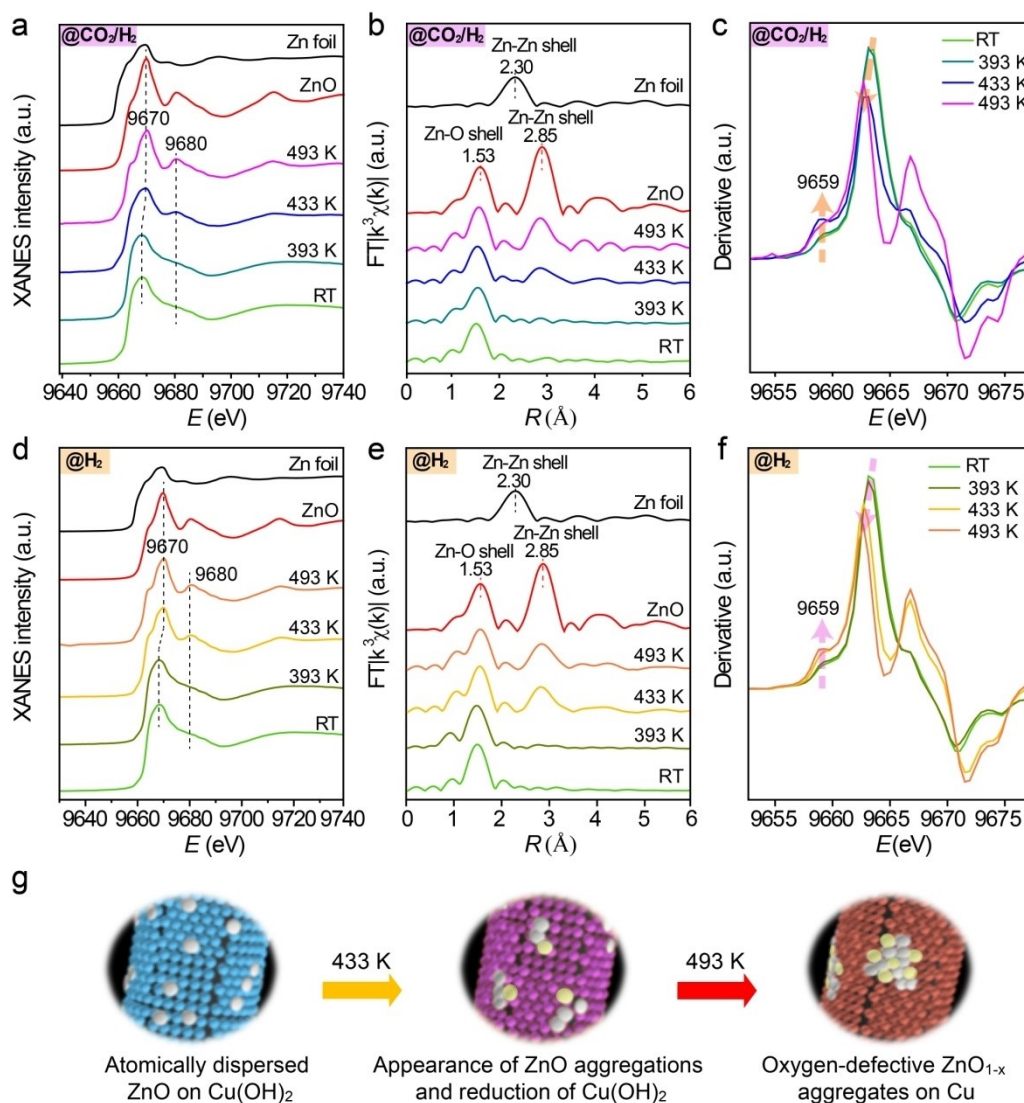 a
@CO₂/H₂
Zn foil
ZnO
9670
9680
493 K
433 K
393 K
RT
XANES intensity (a.u.)
9640 9660 9680 9700 9720 9740
E (eV)
b
@CO₂/H₂
Zn-Zn shell
2.30
Zn foil
Zn-O shell
1.53
Zn-Zn shell
2.85
ZnO
493 K
433 K
393 K
RT
FT|k³χ(k)| (a.u.)
0 1 2 3 4 5 6
R (Å)
c
@CO₂/H₂
RT
393 K
433 K
493 K
9659
Derivative (a.u.)
9655 9660 9665 9670 9675
E (eV)
d
@H₂
Zn foil
ZnO
9670
9680
493 K
433 K
393 K
RT
XANES intensity (a.u.)
9640 9660 9680 9700 9720 9740
E (eV)
e
@H₂
Zn-Zn shell
2.30
Zn foil
Zn-O shell
1.53
Zn-Zn shell
2.85
ZnO
493 K
433 K
393 K
RT
FT|k³χ(k)| (a.u.)
0 1 2 3 4 5 6
R (Å)
f
@H₂
RT
393 K
433 K
493 K
9659
Derivative (a.u.)
9655 9660 9665 9670 9675
E(eV)
g
433 K
493 K
Atomically dispersed
ZnO on Cu(OH)₂
Appearance of ZnO aggregations
and reduction of Cu(OH)₂
Oxygen-defective ZnO₁₋ₓ
aggregates on Cu